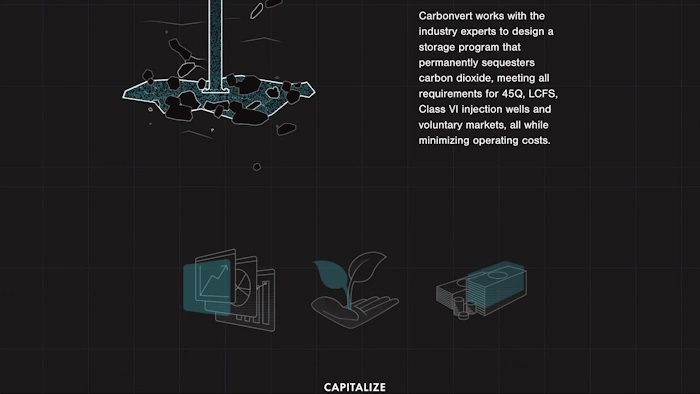 Carbonvert works with the
industry experts to design a
storage program that
permanently sequesters
carbon dioxide, meeting all
requirements for 45Q, LCFS,
Class VI injection wells and
voluntary markets, all while
minimizing operating costs.
CAPITALIZE